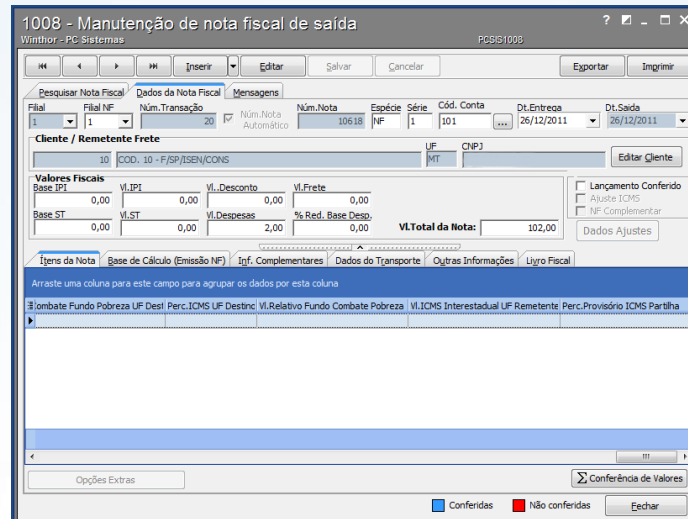 1008 - Manutenção de nota fiscal de saída
Winthor - PC Sistemas PCSIS1008
Inserir Editar Salvar Cancelar Exportar Imprimir
Pesquisar Nota Fiscal Dados da Nota Fiscal Mensagens
Filial Filial NF Núm.Transação Núm.Nota Automático Núm.Nota Espécie Série Cód. Conta Dt.Entrega Dt.Saida
1 1 20 10618 NF 1 101 ... 26/12/2011 26/12/2011
Cliente / Remetente Frete UF CNPJ
10 COD. 10 - F/SP/ISEN/CONS MT Editar Cliente
Valores Fiscais
Base IPI Vl.IPI Vl..Desconto Vl.Frete Lançamento Conferido
0,00 0,00 0,00 0,00 Ajuste ICMS
Base ST Vl.ST Vl.Despesas % Red. Base Desp. NF Complementar
0,00 0,00 2,00 0,00 Vl.Total da Nota: 102,00 Dados Ajustes
Ítens da Nota Base de Cálculo (Emissão NF) Inf. Complementares Dados do Transporte Outras Informações Livro Fiscal
Arraste uma coluna para este campo para agrupar os dados por esta coluna
ombate Fundo Pobreza UF Dest Perc.ICMS UF Destinc Vl.Relativo Fundo Combate Pobreza Vl.ICMS Interestadual UF Remetente Perc.Provisório ICMS Partilha
Opções Extras Σ Conferência de Valores
Conferidas Não conferidas Fechar